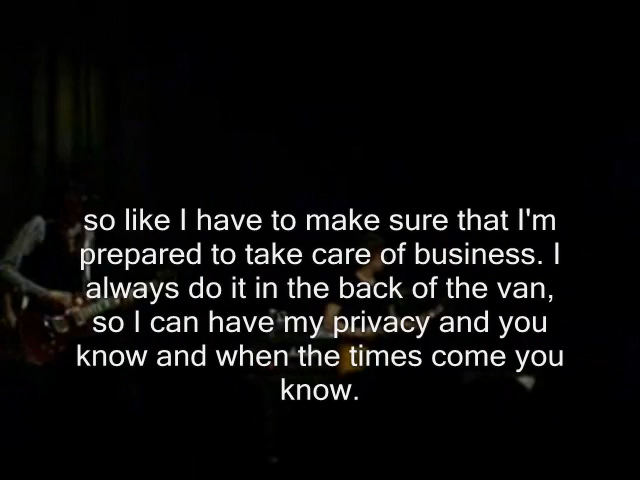 so like I have to make sure that I'm
prepared to take care of business. I
always do it in the back of the van,
so I can have my privacy and you
know and when the times come you
know.